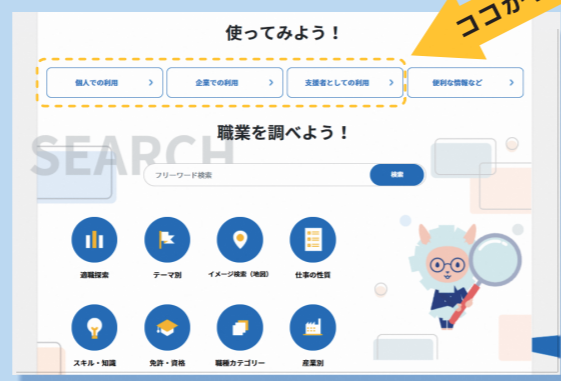 ココが
使ってみよう！
個人での利用
企業での利用
支援者としての利用
便利な情報など
SEARCH
職業を調べよう！
フリーワード検索
検索
適職探索
テーマ別
イメージ検索（地図）
仕事の性質
スキル・知識
免許・資格
職種カテゴリー
産業別